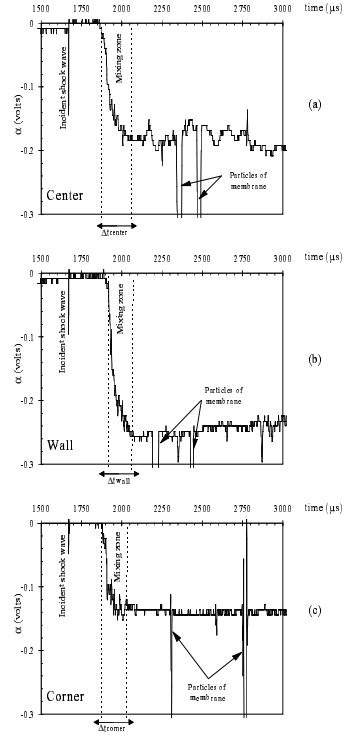 time (µs)
1500 2000 2250 2500 2750 3000
0
-0.1
-0.2
-0.3
α (volts)
Incident shock wave
Mixing zone
(a)
Particles of
membrane
Center
Δtcenter
time (µs)
1500 2000 2250 2500 2750 3000
0
-0.1
-0.2
-0.3
α (volts)
Incident shock wave
Mixing zone
(b)
Particles of
membrane
Wall
Δtwall
time (µs)
1500 2000 2250 2500 2750 3000
0
-0.1
-0.2
-0.3
α (volts)
Incident shock wave
Mixing zone
(c)
Particles of
membrane
Corner
Δtcorner